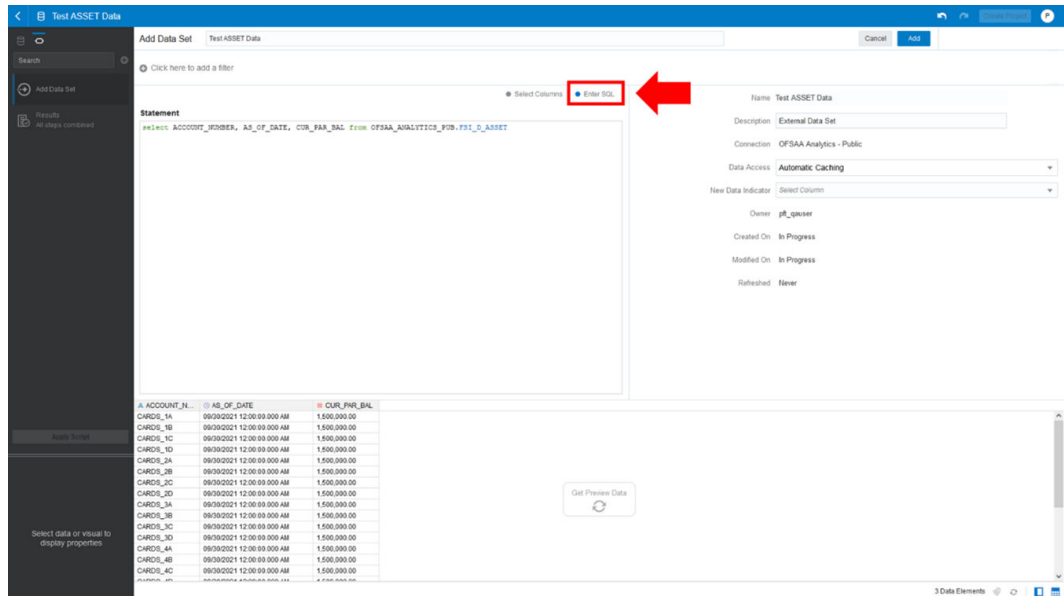 Test ASSET Data
Create Project
P
Search
Add Data Set
Results
All steps combined
Apply Script
Select data or visual to
display properties
Add Data Set Test ASSET Data Cancel Add
Click here to add a filter
Select Columns Enter SQL
Statement
select ACCOUNT_NUMBER, AS_OF_DATE, CUR_PAR_BAL from OFSAA_ANALYTICS_PUB.FSI_D_ASSET
Name Test ASSET Data
Description External Data Set
Connection OFSAA Analytics - Public
Data Access Automatic Caching
New Data Indicator Select Column
Owner pft_qauser
Created On In Progress
Modified On In Progress
Refreshed Never
ACCOUNT_N... AS_OF_DATE CUR_PAR_BAL
CARDS_1A 09/30/2021 12:00:00.000 AM 1,500,000.00
CARDS_1B 09/30/2021 12:00:00.000 AM 1,500,000.00
CARDS_1C 09/30/2021 12:00:00.000 AM 1,500,000.00
CARDS_1D 09/30/2021 12:00:00.000 AM 1,500,000.00
CARDS_2A 09/30/2021 12:00:00.000 AM 1,500,000.00
CARDS_2B 09/30/2021 12:00:00.000 AM 1,500,000.00
CARDS_2C 09/30/2021 12:00:00.000 AM 1,500,000.00
CARDS_2D 09/30/2021 12:00:00.000 AM 1,500,000.00
CARDS_3A 09/30/2021 12:00:00.000 AM 1,500,000.00
CARDS_3B 09/30/2021 12:00:00.000 AM 1,500,000.00
CARDS_3C 09/30/2021 12:00:00.000 AM 1,500,000.00
CARDS_3D 09/30/2021 12:00:00.000 AM 1,500,000.00
CARDS_4A 09/30/2021 12:00:00.000 AM 1,500,000.00
CARDS_4B 09/30/2021 12:00:00.000 AM 1,500,000.00
CARDS_4C 09/30/2021 12:00:00.000 AM 1,500,000.00
Get Preview Data
3 Data Elements